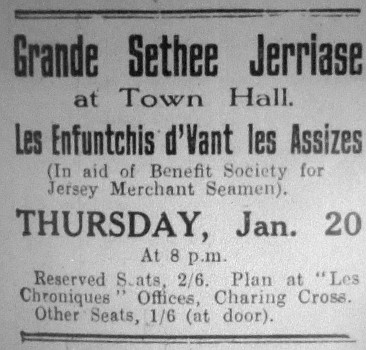 Grande Sethee Jerriase
at Town Hall.
Les Enfuntchis d'Vant les Assizes
(In aid of Benefit Society for
Jersey Merchant Seamen).
THURSDAY, Jan. 20
At 8 p.m.
Reserved Seats, 2/6. Plan at "Les
Chroniques" Offices, Charing Cross.
Other Seats, 1/6 (at door).